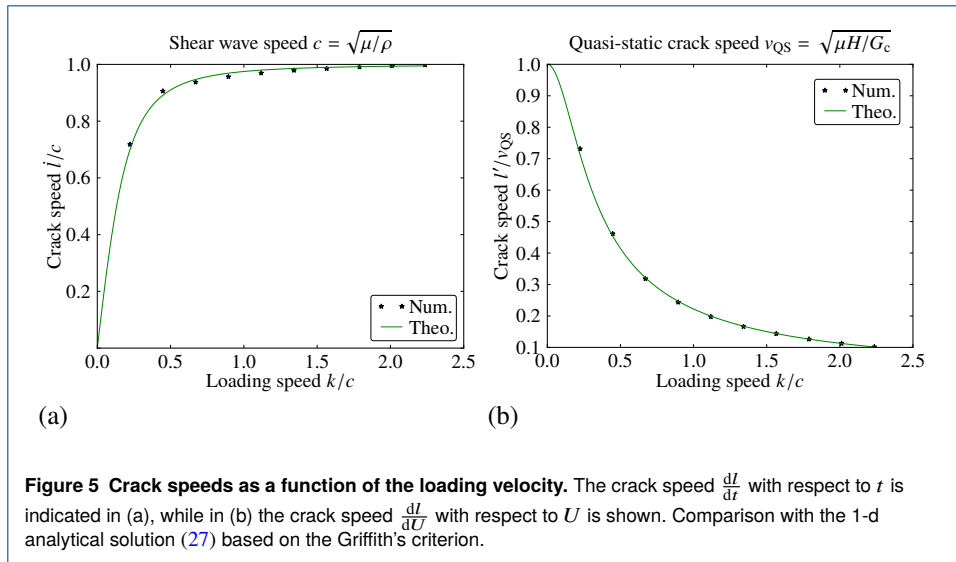 Shear wave speed c = √μ/ρ
1.0
0.8
0.6
0.4
0.2
0.0 0.5 1.0 1.5 2.0 2.5
Crack speed l̇/c
Loading speed k/c
Num.
Theo.
(a)
Quasi-static crack speed v_QS = √μH/G_c
1.0
0.9
0.8
0.7
0.6
0.5
0.4
0.3
0.2
0.1
0.0 0.5 1.0 1.5 2.0 2.5
Crack speed l′/v_QS
Loading speed k/c
Num.
Theo.
(b)
Figure 5 Crack speeds as a function of the loading velocity. The crack speed dl/dt with respect to t is
indicated in (a), while in (b) the crack speed dl/dU with respect to U is shown. Comparison with the 1-d
analytical solution (27) based on the Griffith's criterion.